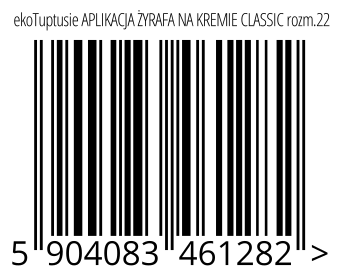 ekoTuptusie APLIKACJA ŻYRAFA NA KREMIE CLASSIC rozm.22
5 904083 461282 >